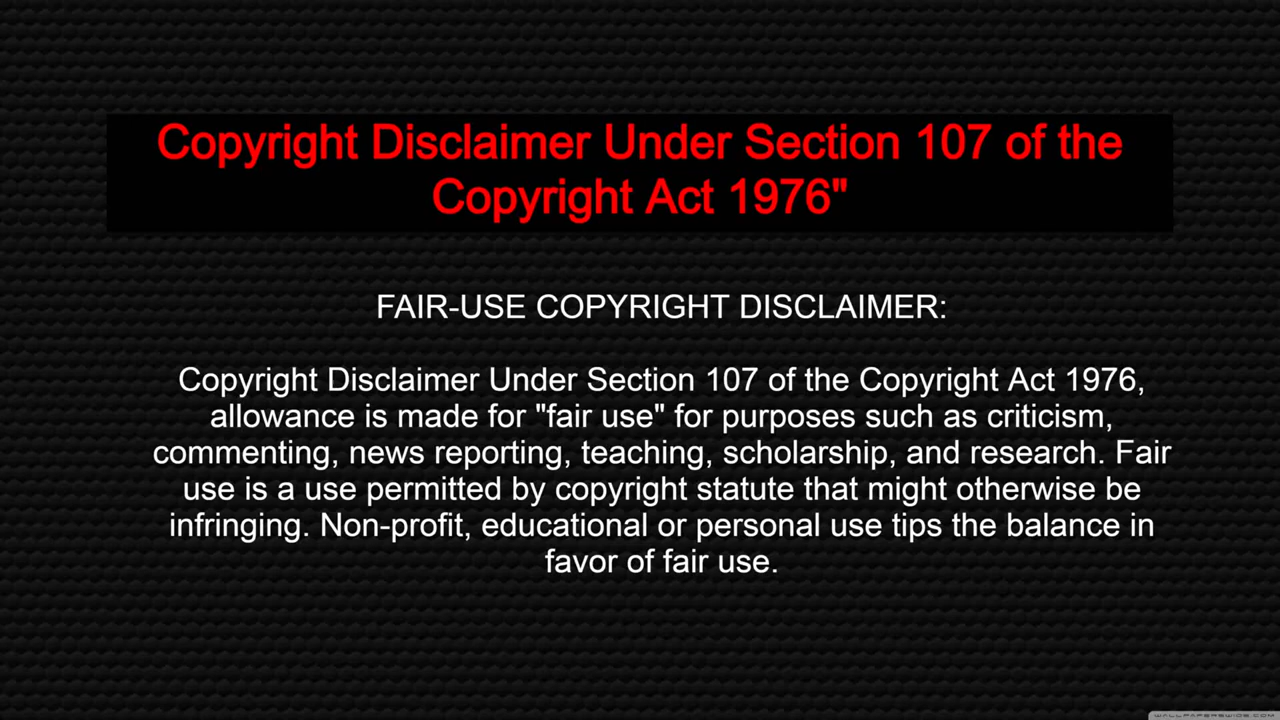 Copyright Disclaimer Under Section 107 of the
Copyright Act 1976"
FAIR-USE COPYRIGHT DISCLAIMER:
Copyright Disclaimer Under Section 107 of the Copyright Act 1976,
allowance is made for "fair use" for purposes such as criticism,
commenting, news reporting, teaching, scholarship, and research. Fair
use is a use permitted by copyright statute that might otherwise be
infringing. Non-profit, educational or personal use tips the balance in
favor of fair use.
WALLPAPERSWIDE.COM